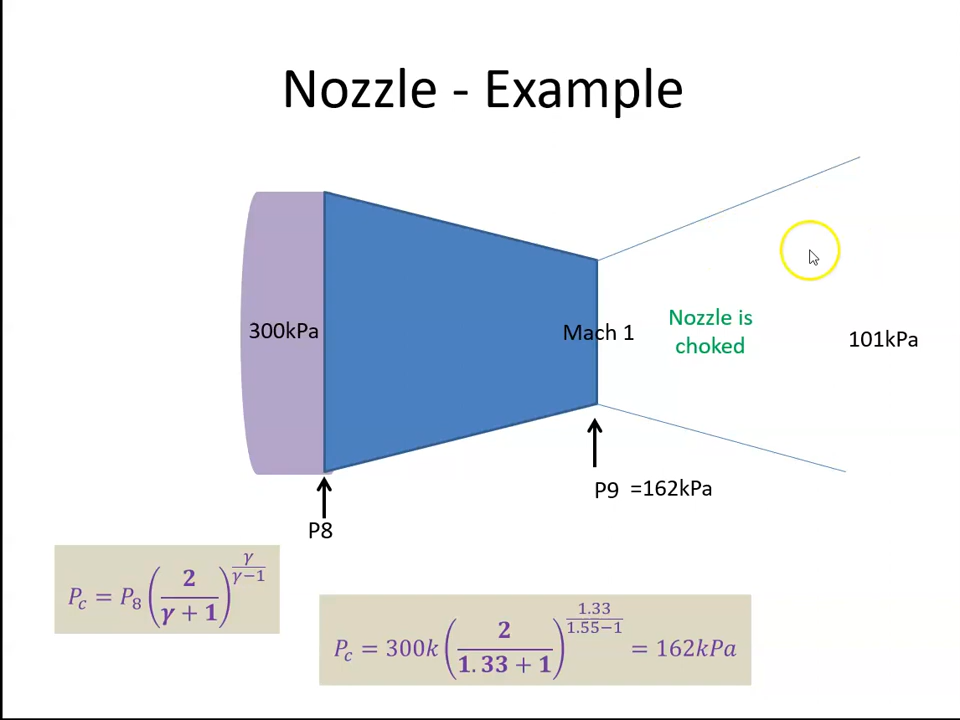 Nozzle - Example
300kPa
Mach 1
Nozzle is
choked
101kPa
P9 =162kPa
P8
P_c = P_8 (2/(γ + 1))^(γ/(γ−1))
P_c = 300k (2/(1.33 + 1))^(1.33/(1.55−1)) = 162kPa